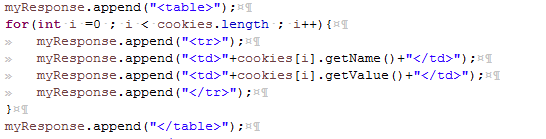 myResponse.append("<table>");¤¶
for(int i =0 ; i < cookies.length ; i++){¤¶
» myResponse.append("<tr>");¤¶
» myResponse.append("<td>"+cookies[i].getName()+"</td>");¤¶
» myResponse.append("<td>"+cookies[i].getValue()+"</td>");¤¶
» myResponse.append("</tr>");¤¶
}¤¶
myResponse.append("</table>");¤¶